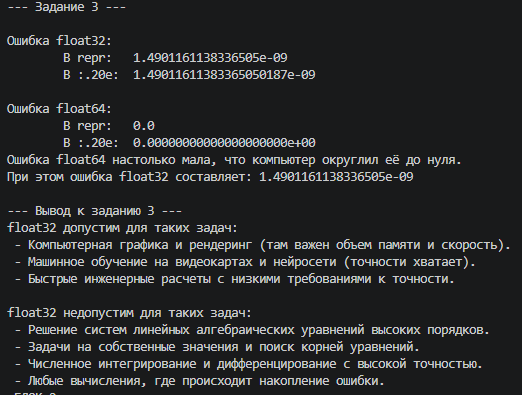 --- Задание 3 ---
Ошибка float32:
В repr: 1.4901161138336505e-09
В :.20e: 1.49011611383365050187e-09
Ошибка float64:
В repr: 0.0
В :.20e: 0.00000000000000000000e+00
Ошибка float64 настолько мала, что компьютер округлил её до нуля.
При этом ошибка float32 составляет: 1.4901161138336505e-09
--- Вывод к заданию 3 ---
float32 допустим для таких задач:
- Компьютерная графика и рендеринг (там важен объем памяти и скорость).
- Машинное обучение на видеокартах и нейросети (точности хватает).
- Быстрые инженерные расчеты с низкими требованиями к точности.
float32 недопустим для таких задач:
- Решение систем линейных алгебраических уравнений высоких порядков.
- Задачи на собственные значения и поиск корней уравнений.
- Численное интегрирование и дифференцирование с высокой точностью.
- Любые вычисления, где происходит накопление ошибки.